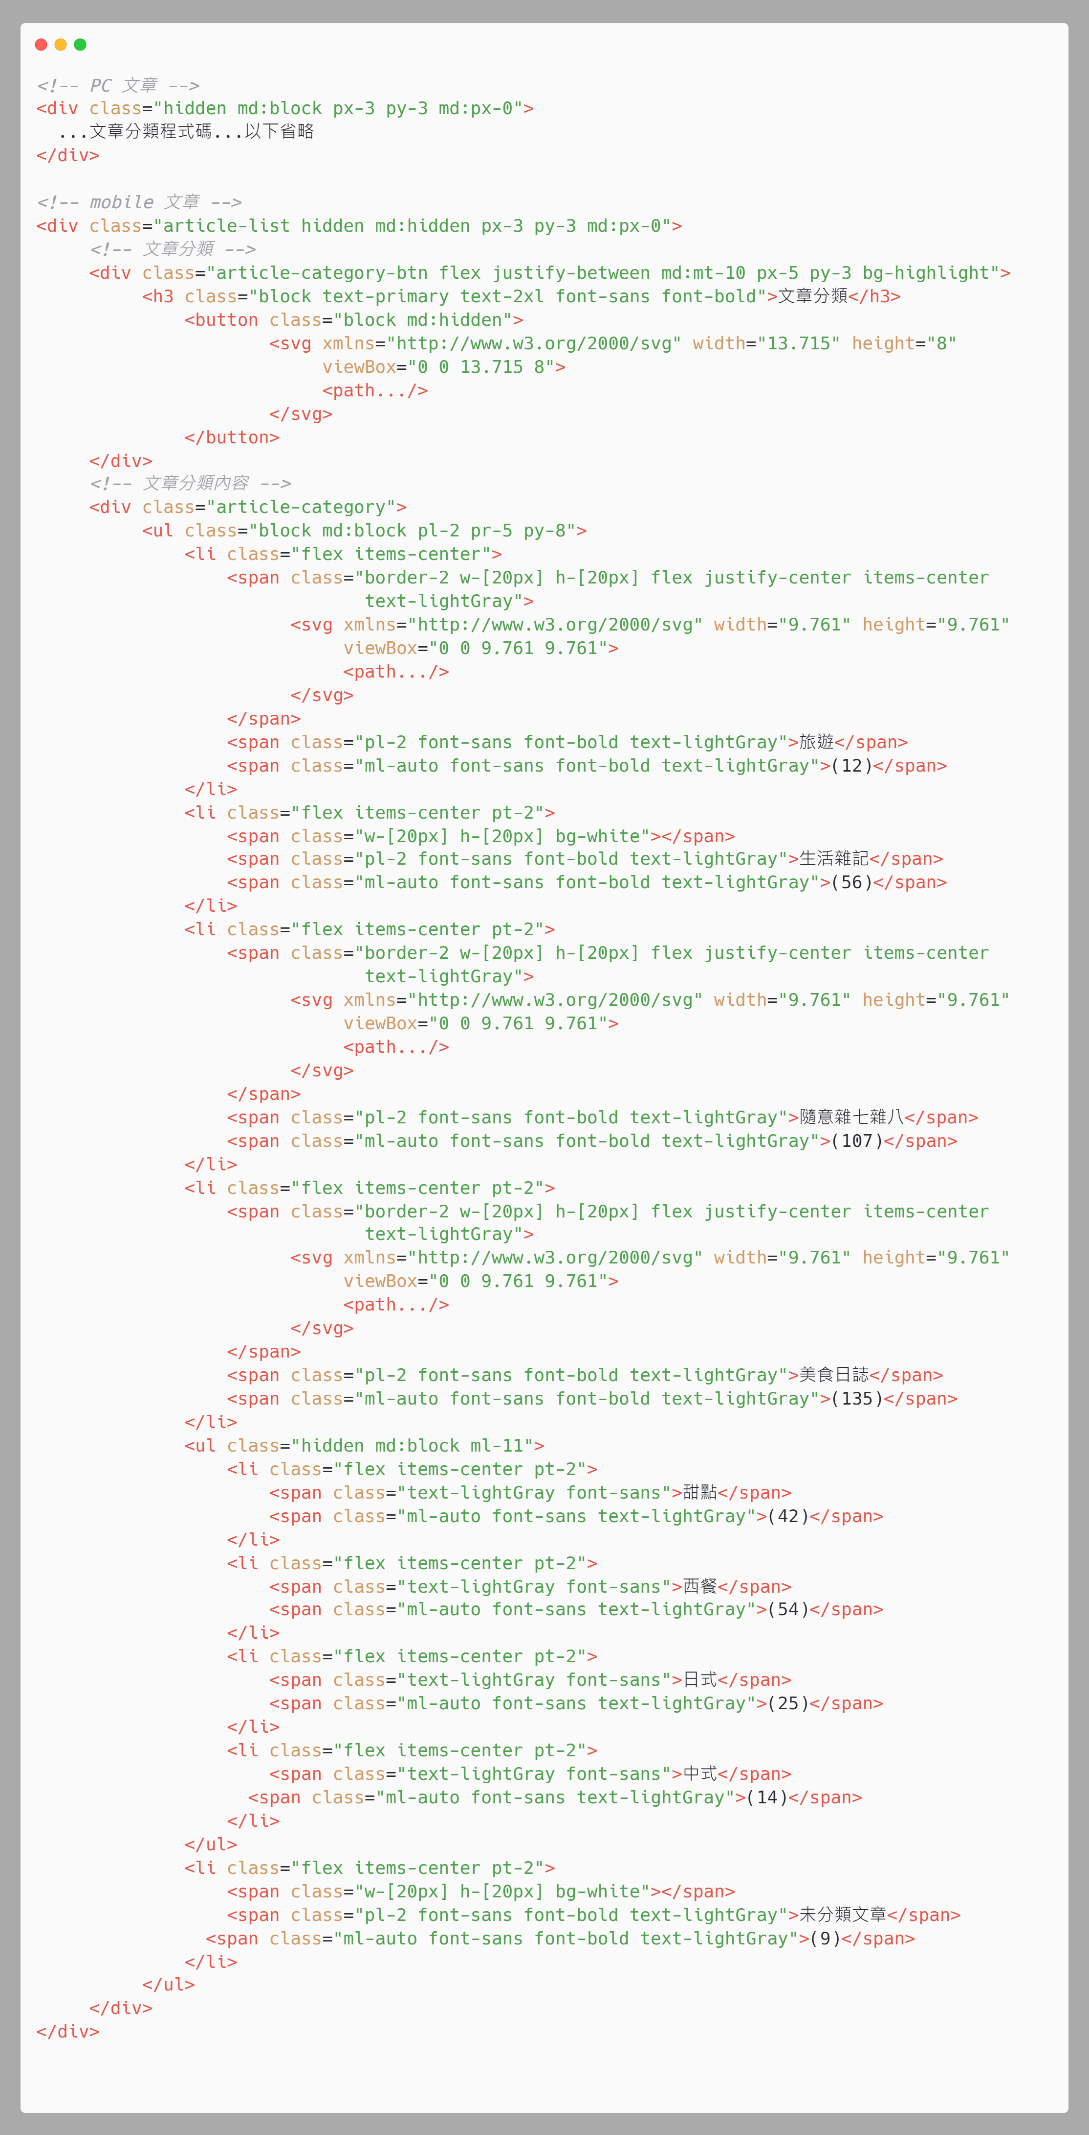 <!-- PC 文章 -->
<div class="hidden md:block px-3 py-3 md:px-0">
  ...文章分類程式碼...以下省略
</div>

<!-- mobile 文章 -->
<div class="article-list hidden md:hidden px-3 py-3 md:px-0">
     <!-- 文章分類 -->
     <div class="article-category-btn flex justify-between md:mt-10 px-5 py-3 bg-highlight">
          <h3 class="block text-primary text-2xl font-sans font-bold">文章分類</h3>
              <button class="block md:hidden">
                      <svg xmlns="http://www.w3.org/2000/svg" width="13.715" height="8"
                           viewBox="0 0 13.715 8">
                           <path.../>
                      </svg>
              </button>
     </div>
     <!-- 文章分類內容 -->
     <div class="article-category">
          <ul class="block md:block pl-2 pr-5 py-8">
              <li class="flex items-center">
                  <span class="border-2 w-[20px] h-[20px] flex justify-center items-center
                               text-lightGray">
                        <svg xmlns="http://www.w3.org/2000/svg" width="9.761" height="9.761"
                             viewBox="0 0 9.761 9.761">
                             <path.../>
                        </svg>
                  </span>
                  <span class="pl-2 font-sans font-bold text-lightGray">旅遊</span>
                  <span class="ml-auto font-sans font-bold text-lightGray">(12)</span>
              </li>
              <li class="flex items-center pt-2">
                  <span class="w-[20px] h-[20px] bg-white"></span>
                  <span class="pl-2 font-sans font-bold text-lightGray">生活雜記</span>
                  <span class="ml-auto font-sans font-bold text-lightGray">(56)</span>
              </li>
              <li class="flex items-center pt-2">
                  <span class="border-2 w-[20px] h-[20px] flex justify-center items-center
                               text-lightGray">
                        <svg xmlns="http://www.w3.org/2000/svg" width="9.761" height="9.761"
                             viewBox="0 0 9.761 9.761">
                             <path.../>
                        </svg>
                  </span>
                  <span class="pl-2 font-sans font-bold text-lightGray">隨意雜七雜八</span>
                  <span class="ml-auto font-sans font-bold text-lightGray">(107)</span>
              </li>
              <li class="flex items-center pt-2">
                  <span class="border-2 w-[20px] h-[20px] flex justify-center items-center
                               text-lightGray">
                        <svg xmlns="http://www.w3.org/2000/svg" width="9.761" height="9.761"
                             viewBox="0 0 9.761 9.761">
                             <path.../>
                        </svg>
                  </span>
                  <span class="pl-2 font-sans font-bold text-lightGray">美食日誌</span>
                  <span class="ml-auto font-sans font-bold text-lightGray">(135)</span>
              </li>
              <ul class="hidden md:block ml-11">
                  <li class="flex items-center pt-2">
                      <span class="text-lightGray font-sans">甜點</span>
                      <span class="ml-auto font-sans text-lightGray">(42)</span>
                  </li>
                  <li class="flex items-center pt-2">
                      <span class="text-lightGray font-sans">西餐</span>
                      <span class="ml-auto font-sans text-lightGray">(54)</span>
                  </li>
                  <li class="flex items-center pt-2">
                      <span class="text-lightGray font-sans">日式</span>
                      <span class="ml-auto font-sans text-lightGray">(25)</span>
                  </li>
                  <li class="flex items-center pt-2">
                      <span class="text-lightGray font-sans">中式</span>
                    <span class="ml-auto font-sans text-lightGray">(14)</span>
                  </li>
              </ul>
              <li class="flex items-center pt-2">
                  <span class="w-[20px] h-[20px] bg-white"></span>
                  <span class="pl-2 font-sans font-bold text-lightGray">未分類文章</span>
                <span class="ml-auto font-sans font-bold text-lightGray">(9)</span>
              </li>
          </ul>
     </div>
</div>